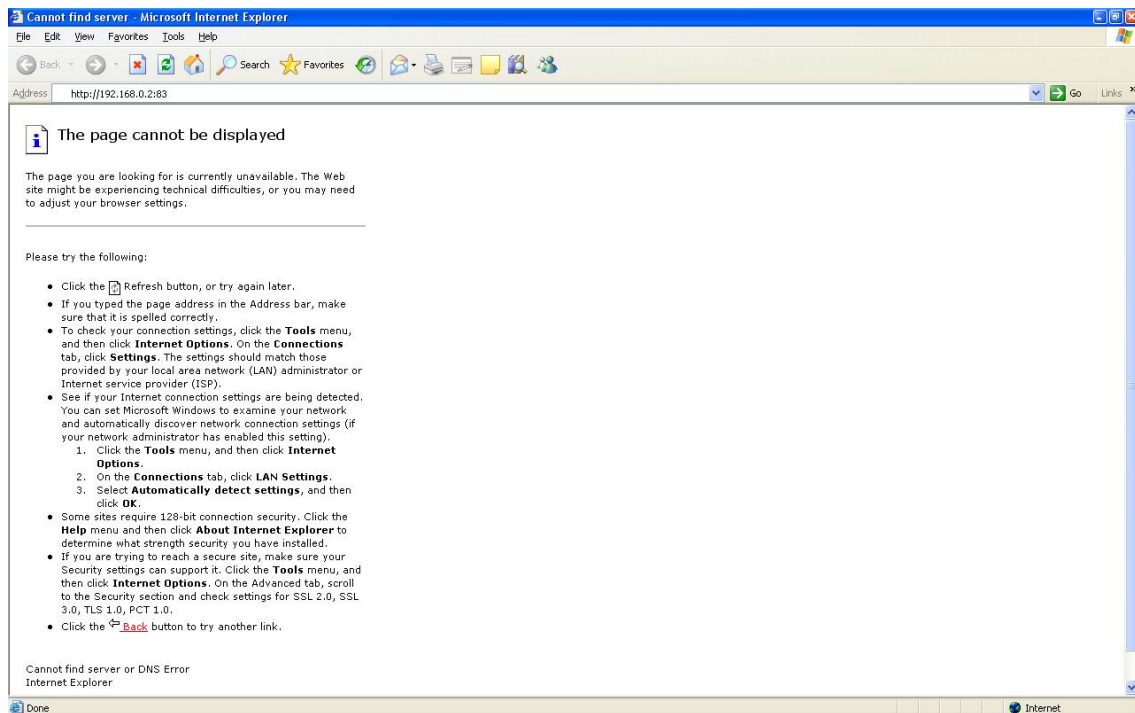 Cannot find server - Microsoft Internet Explorer
File Edit View Favorites Tools Help
Back Search Favorites
Address http://192.168.0.2:83 Go Links »
The page cannot be displayed
The page you are looking for is currently unavailable. The Web
site might be experiencing technical difficulties, or you may need
to adjust your browser settings.
Please try the following:
• Click the Refresh button, or try again later.
• If you typed the page address in the Address bar, make
sure that it is spelled correctly.
• To check your connection settings, click the Tools menu,
and then click Internet Options. On the Connections
tab, click Settings. The settings should match those
provided by your local area network (LAN) administrator or
Internet service provider (ISP).
• See if your Internet connection settings are being detected.
You can set Microsoft Windows to examine your network
and automatically discover network connection settings (if
your network administrator has enabled this setting).
1. Click the Tools menu, and then click Internet
Options.
2. On the Connections tab, click LAN Settings.
3. Select Automatically detect settings, and then
click OK.
• Some sites require 128-bit connection security. Click the
Help menu and then click About Internet Explorer to
determine what strength security you have installed.
• If you are trying to reach a secure site, make sure your
Security settings can support it. Click the Tools menu, and
then click Internet Options. On the Advanced tab, scroll
to the Security section and check settings for SSL 2.0, SSL
3.0, TLS 1.0, PCT 1.0.
• Click the Back button to try another link.
Cannot find server or DNS Error
Internet Explorer
Done Internet